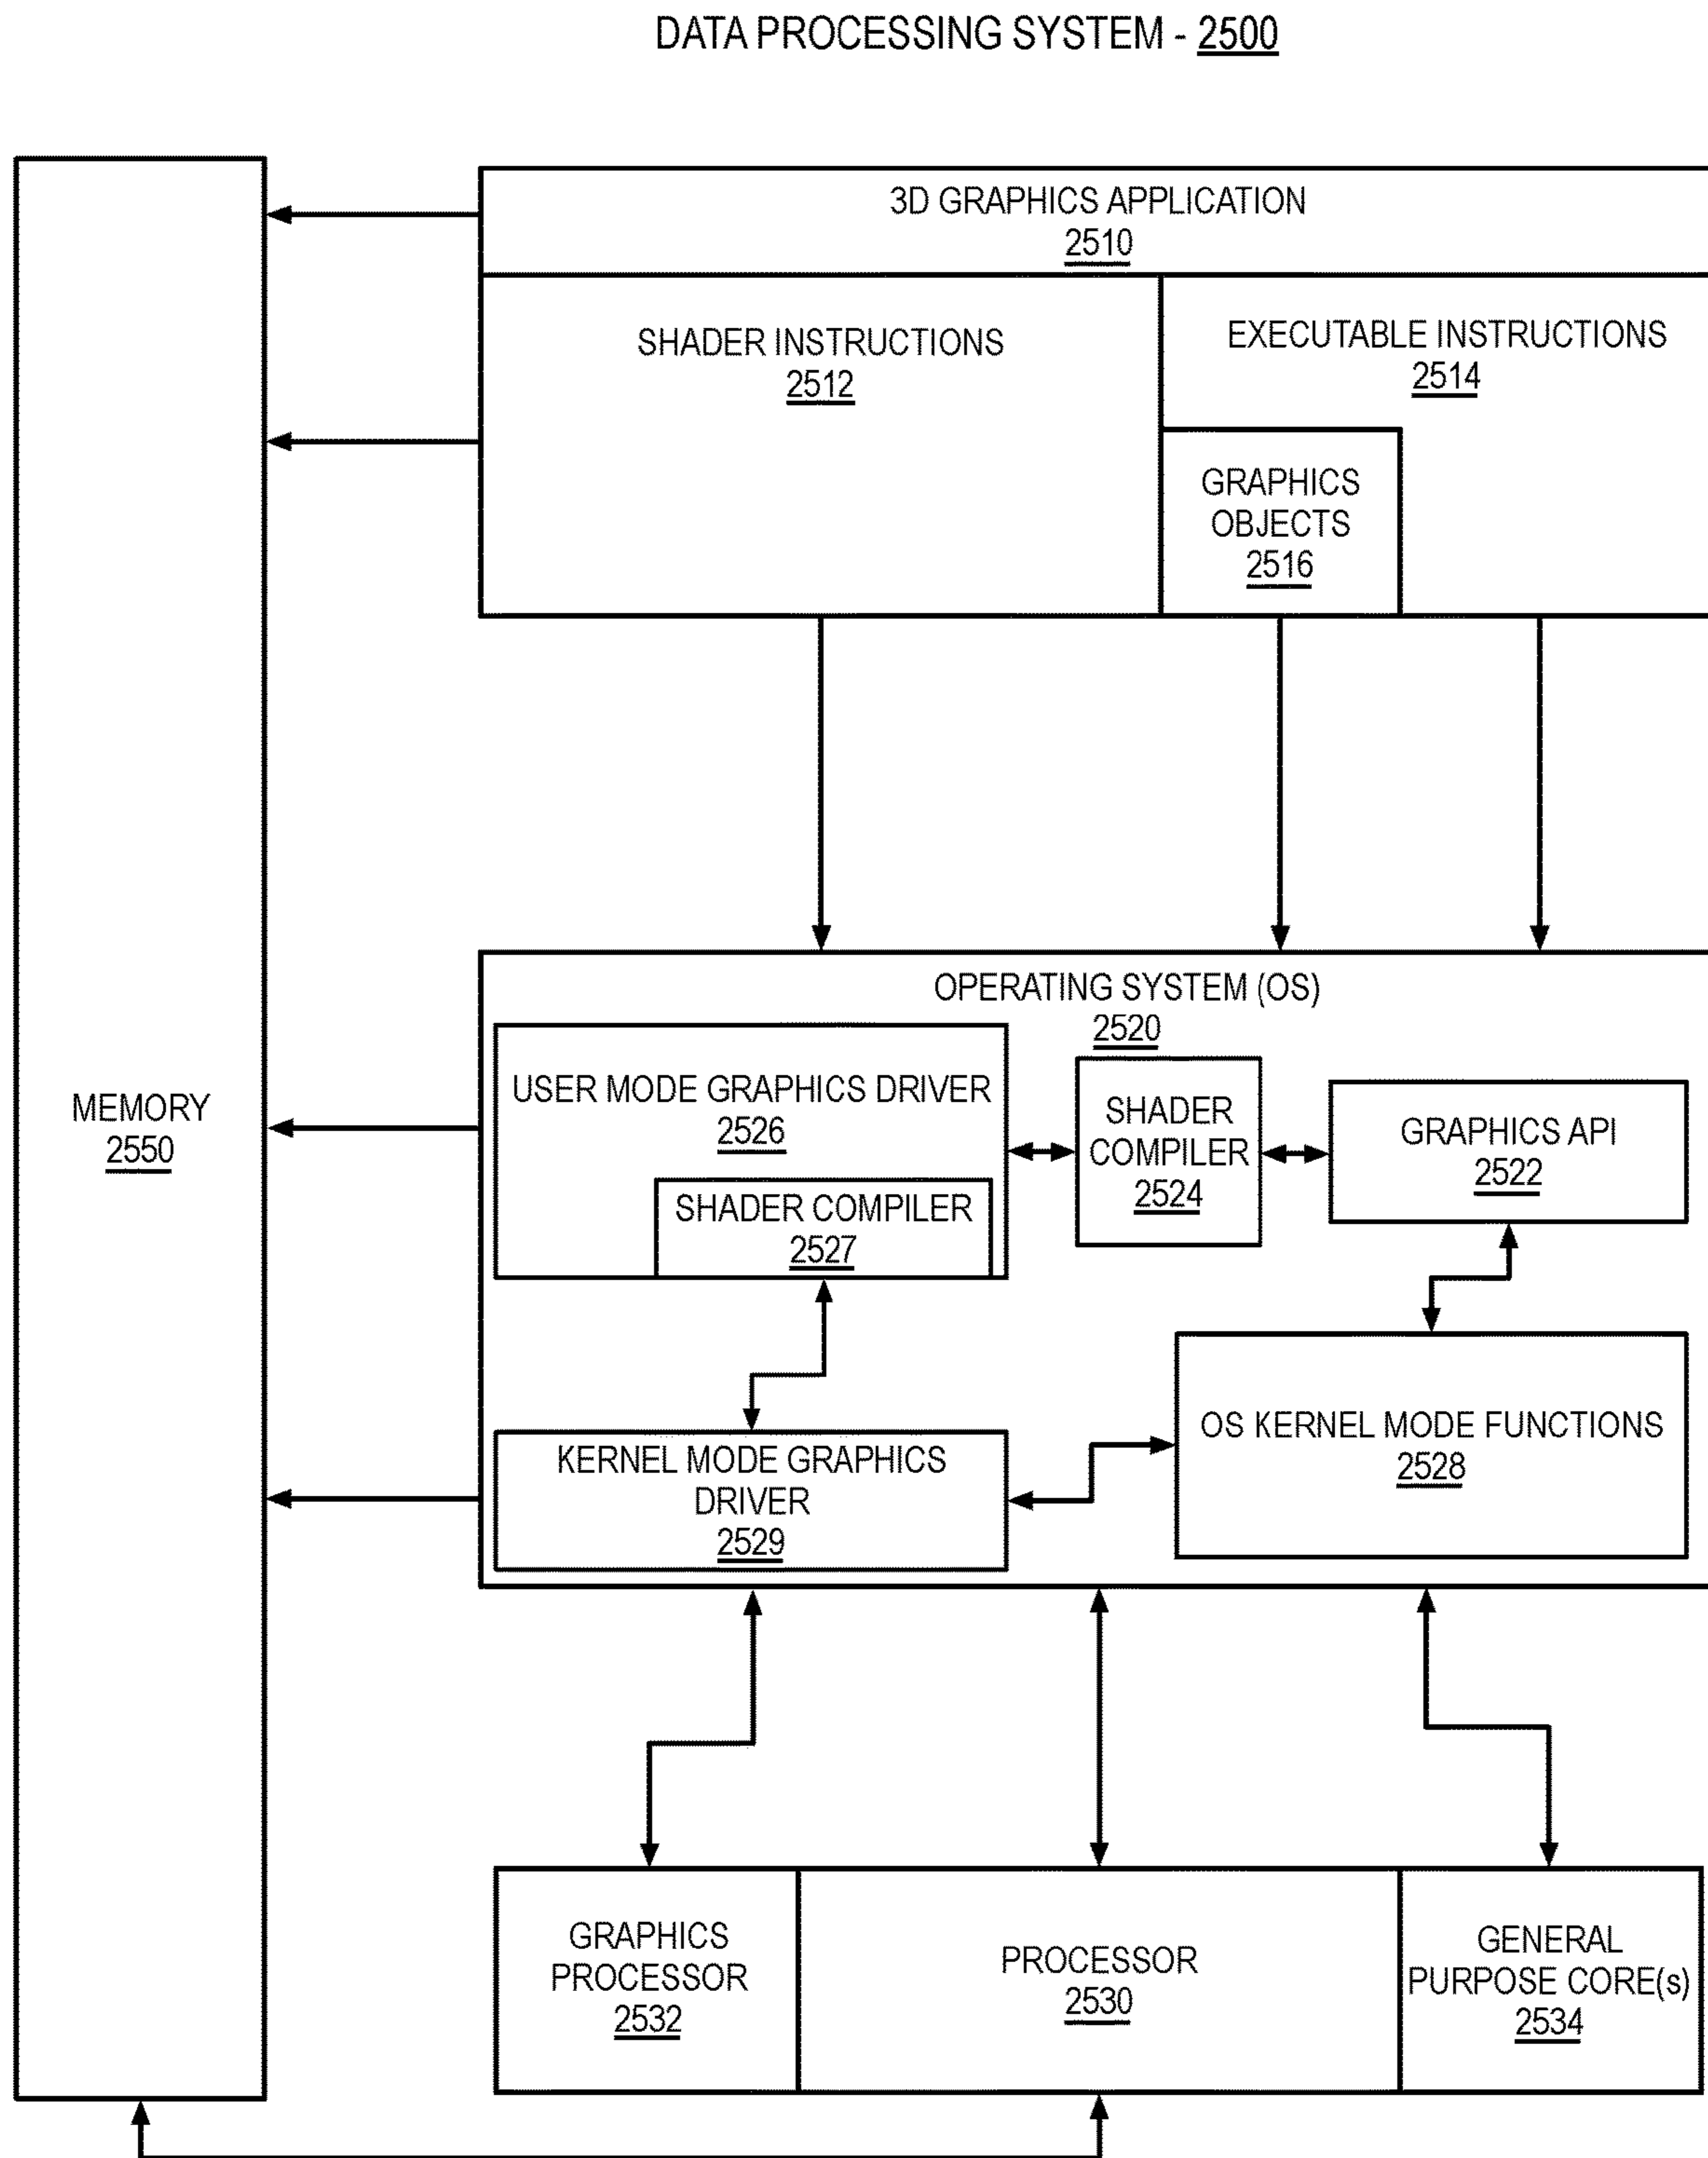 DATA PROCESSING SYSTEM - 2500
3D GRAPHICS APPLICATION
2510
SHADER INSTRUCTIONS
2512
EXECUTABLE INSTRUCTIONS
2514
GRAPHICS
OBJECTS
2516
MEMORY
2550
OPERATING SYSTEM (OS)
2520
USER MODE GRAPHICS DRIVER
2526
SHADER COMPILER
2527
SHADER
COMPILER
2524
GRAPHICS API
2522
KERNEL MODE GRAPHICS
DRIVER
2529
OS KERNEL MODE FUNCTIONS
2528
GRAPHICS
PROCESSOR
2532
PROCESSOR
2530
GENERAL
PURPOSE CORE(s)
2534